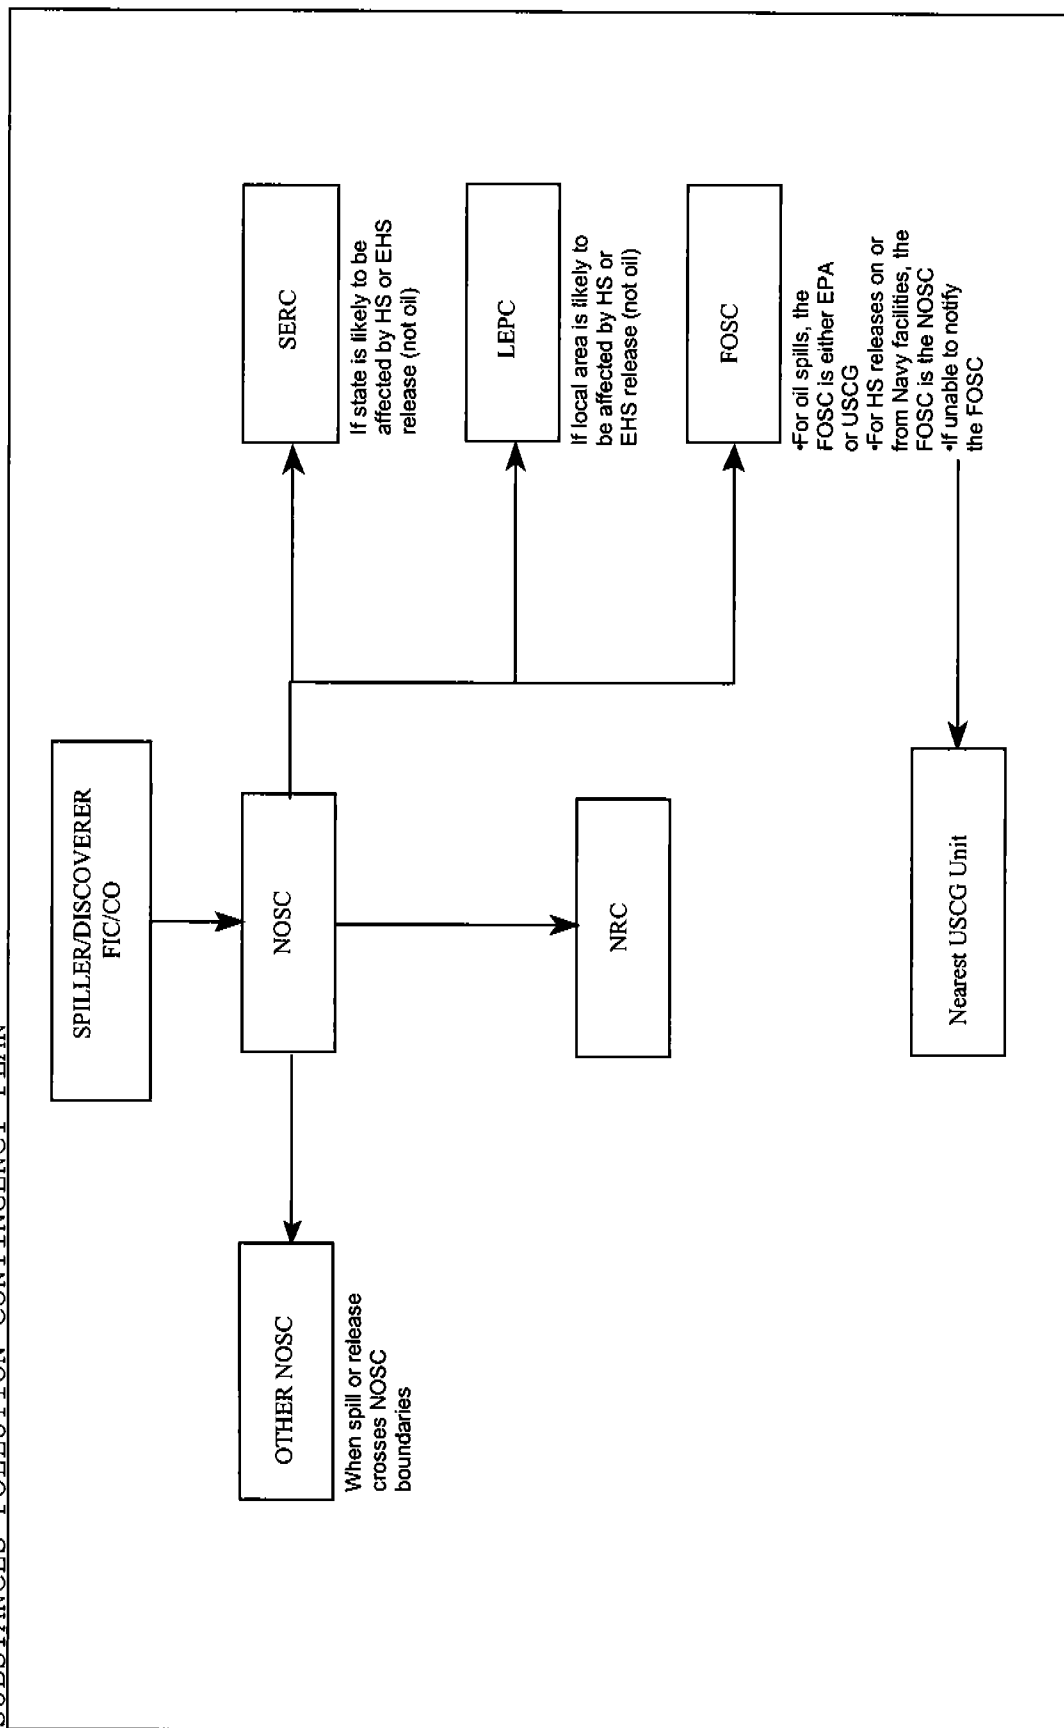 SUBSTANCES POLLUTION CONTINGENCY PLAN
SPILLER/DISCOVERER
FIC/CO
OTHER NOSC
When spill or release
crosses NOSC
boundaries
NOSC
SERC
If state is likely to be
affected by HS or EHS
release (not oil)
LEPC
If local area is likely to
be affected by HS or
EHS release (not oil)
NRC
FOSC
•For oil spills, the
FOSC is either EPA
or USCG
•For HS releases on or
from Navy facilities, the
FOSC is the NOSC
•If unable to notify
the FOSC
Nearest USCG Unit